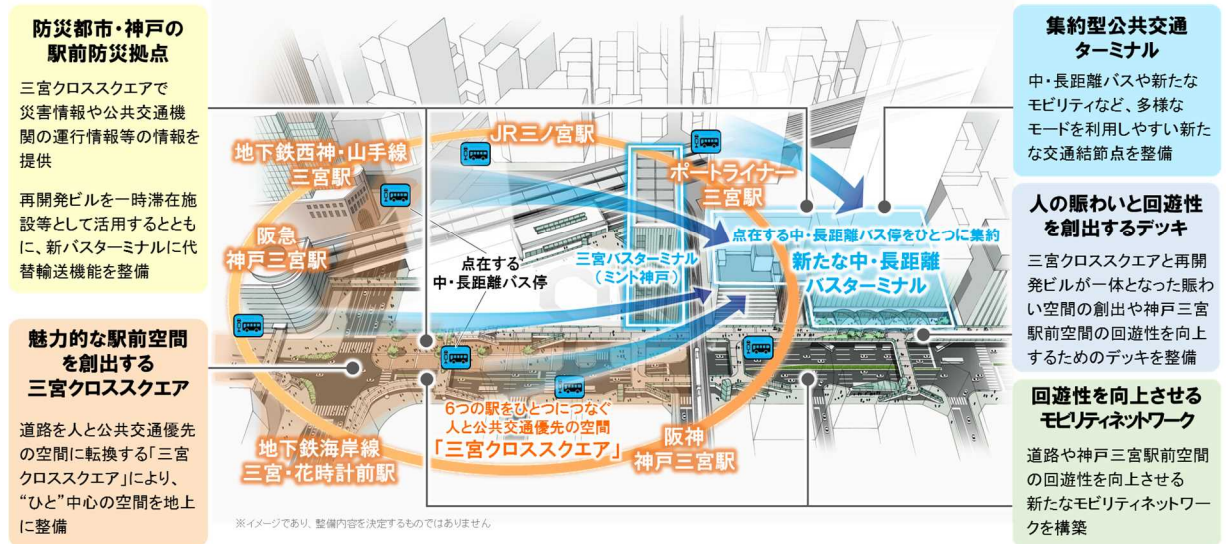 防災都市・神戸の
駅前防災拠点
三宮クロススクエアで
災害情報や公共交通機
関の運行情報等の情報を
提供
再開発ビルを一時滞在施
設等として活用するととも
に、新バスターミナルに代
替輸送機能を整備
魅力的な駅前空間
を創出する
三宮クロススクエア
道路を人と公共交通優先
の空間に転換する「三宮
クロススクエア」により、
“ひと”中心の空間を地上
に整備
JR三ノ宮駅
地下鉄西神・山手線
三宮駅
ポートライナー
三宮駅
阪急
神戸三宮駅
点在する
中・長距離バス停
三宮バスターミナル
（ミント神戸）
点在する中・長距離バス停をひとつに集約
新たな中・長距離
バスターミナル
6つの駅をひとつにつなぐ
人と公共交通優先の空間
「三宮クロススクエア」
地下鉄海岸線
三宮・花時計前駅
阪神
神戸三宮駅
※イメージであり、整備内容を決定するものではありません
集約型公共交通
ターミナル
中・長距離バスや新たな
モビリティなど、多様な
モードを利用しやすい新た
な交通結節点を整備
人の賑わいと回遊性
を創出するデッキ
三宮クロススクエアと再開
発ビルが一体となった賑わ
い空間の創出や神戸三宮
駅前空間の回遊性を向上
するためのデッキを整備
回遊性を向上させる
モビリティネットワーク
道路や神戸三宮駅前空間
の回遊性を向上させる
新たなモビリティネットワー
クを構築